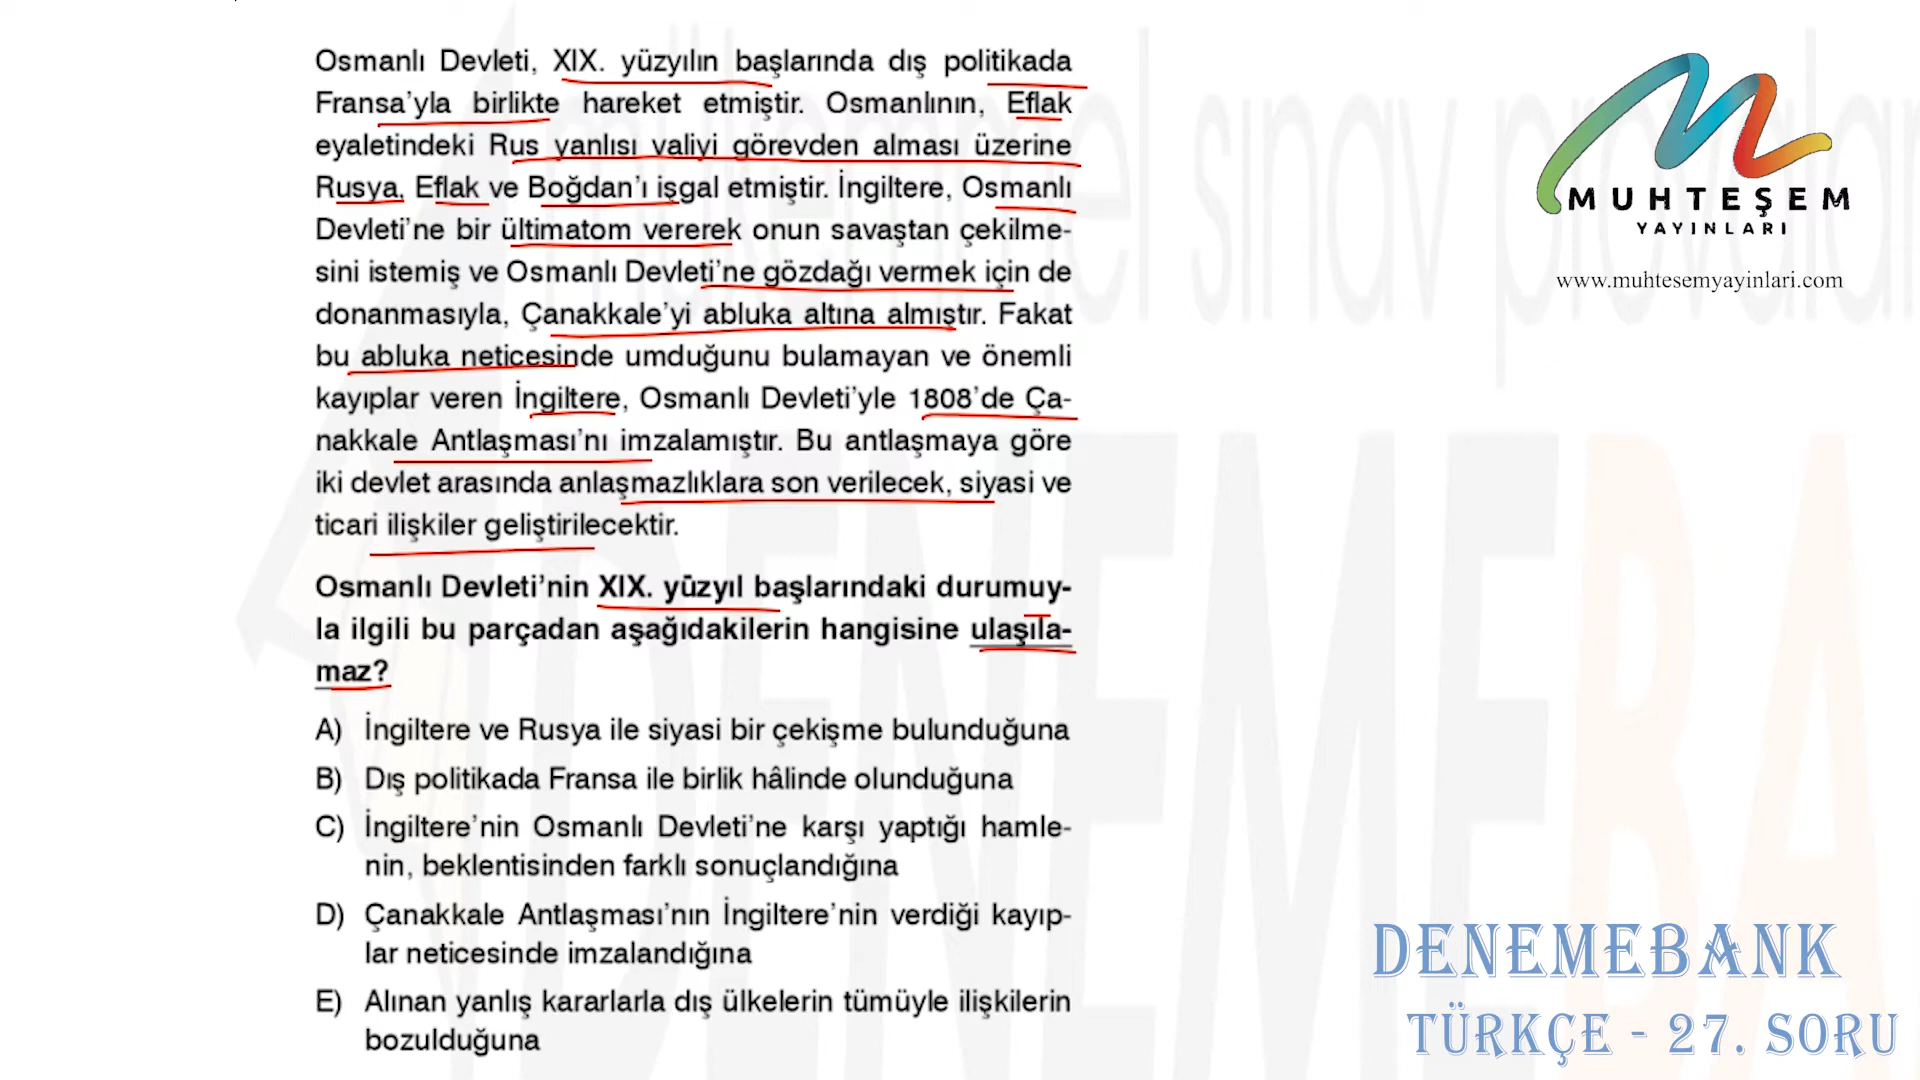 Osmanlı Devleti, XIX. yüzyılın başlarında dış politikada
Fransa'yla birlikte hareket etmiştir. Osmanlının, Eflak
eyaletindeki Rus yanlısı valiyi görevden alması üzerine
Rusya, Eflak ve Boğdan'ı işgal etmiştir. İngiltere, Osmanlı
Devleti'ne bir ültimatom vererek onun savaştan çekilme-
sini istemiş ve Osmanlı Devleti'ne gözdağı vermek için de
donanmasıyla, Çanakkale'yi abluka altına almıştır. Fakat
bu abluka neticesinde umduğunu bulamayan ve önemli
kayıplar veren İngiltere, Osmanlı Devleti'yle 1808'de Ça-
nakkale Antlaşması'nı imzalamıştır. Bu antlaşmaya göre
iki devlet arasında anlaşmazlıklara son verilecek, siyasi ve
ticari ilişkiler geliştirilecektir.
Osmanlı Devleti'nin XIX. yüzyıl başlarındaki durumuy-
la ilgili bu parçadan aşağıdakilerin hangisine ulaşıla-
maz?
A) İngiltere ve Rusya ile siyasi bir çekişme bulunduğuna
B) Dış politikada Fransa ile birlik hâlinde olunduğuna
C) İngiltere'nin Osmanlı Devleti'ne karşı yaptığı hamle-
nin, beklentisinden farklı sonuçlandığına
D) Çanakkale Antlaşması'nın İngiltere'nin verdiği kayıp-
lar neticesinde imzalandığına
E) Alınan yanlış kararlarla dış ülkelerin tümüyle ilişkilerin
bozulduğuna
MUHTEŞEM
YAYINLARI
www.muhtesemyayinlari.com
mükemmel sınav provaları
DENEMEBA
DENEMEBANK
TÜRKÇE - 27. SORU